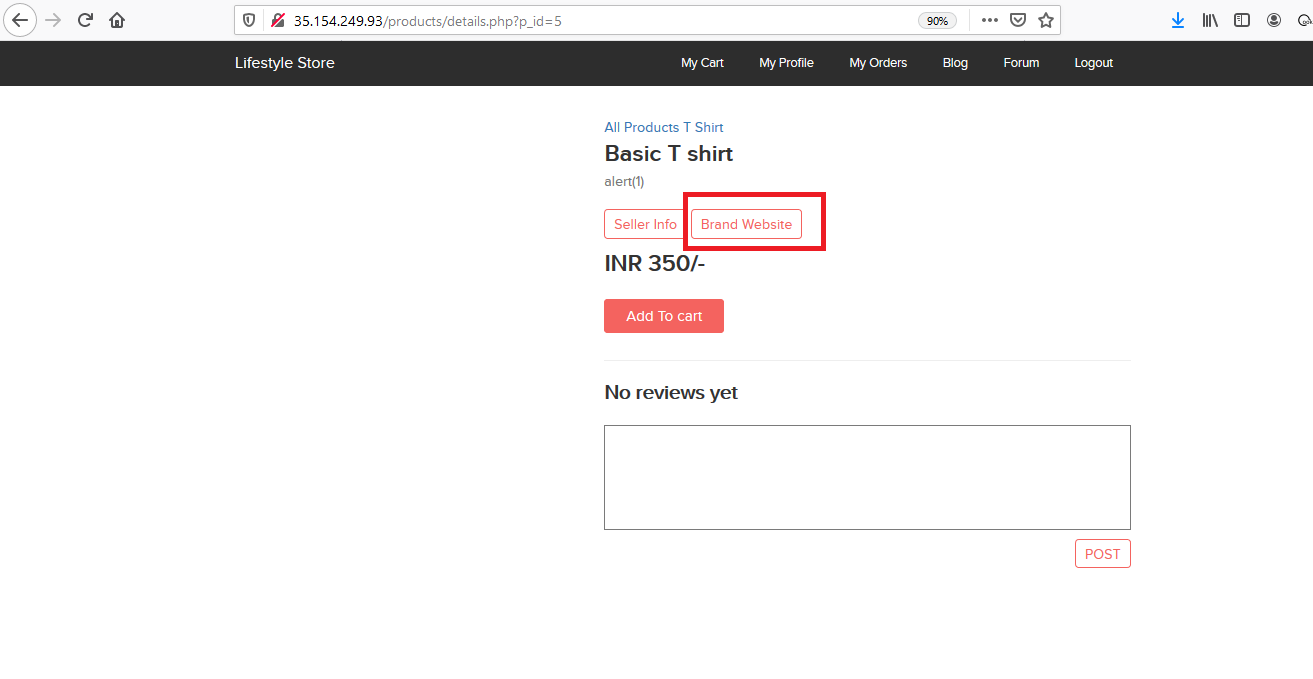 35.154.249.93/products/details.php?p_id=5
90%
Lifestyle Store
My Cart
My Profile
My Orders
Blog
Forum
Logout
All Products T Shirt
Basic T shirt
alert(1)
Seller Info
Brand Website
INR 350/-
Add To cart
No reviews yet
POST